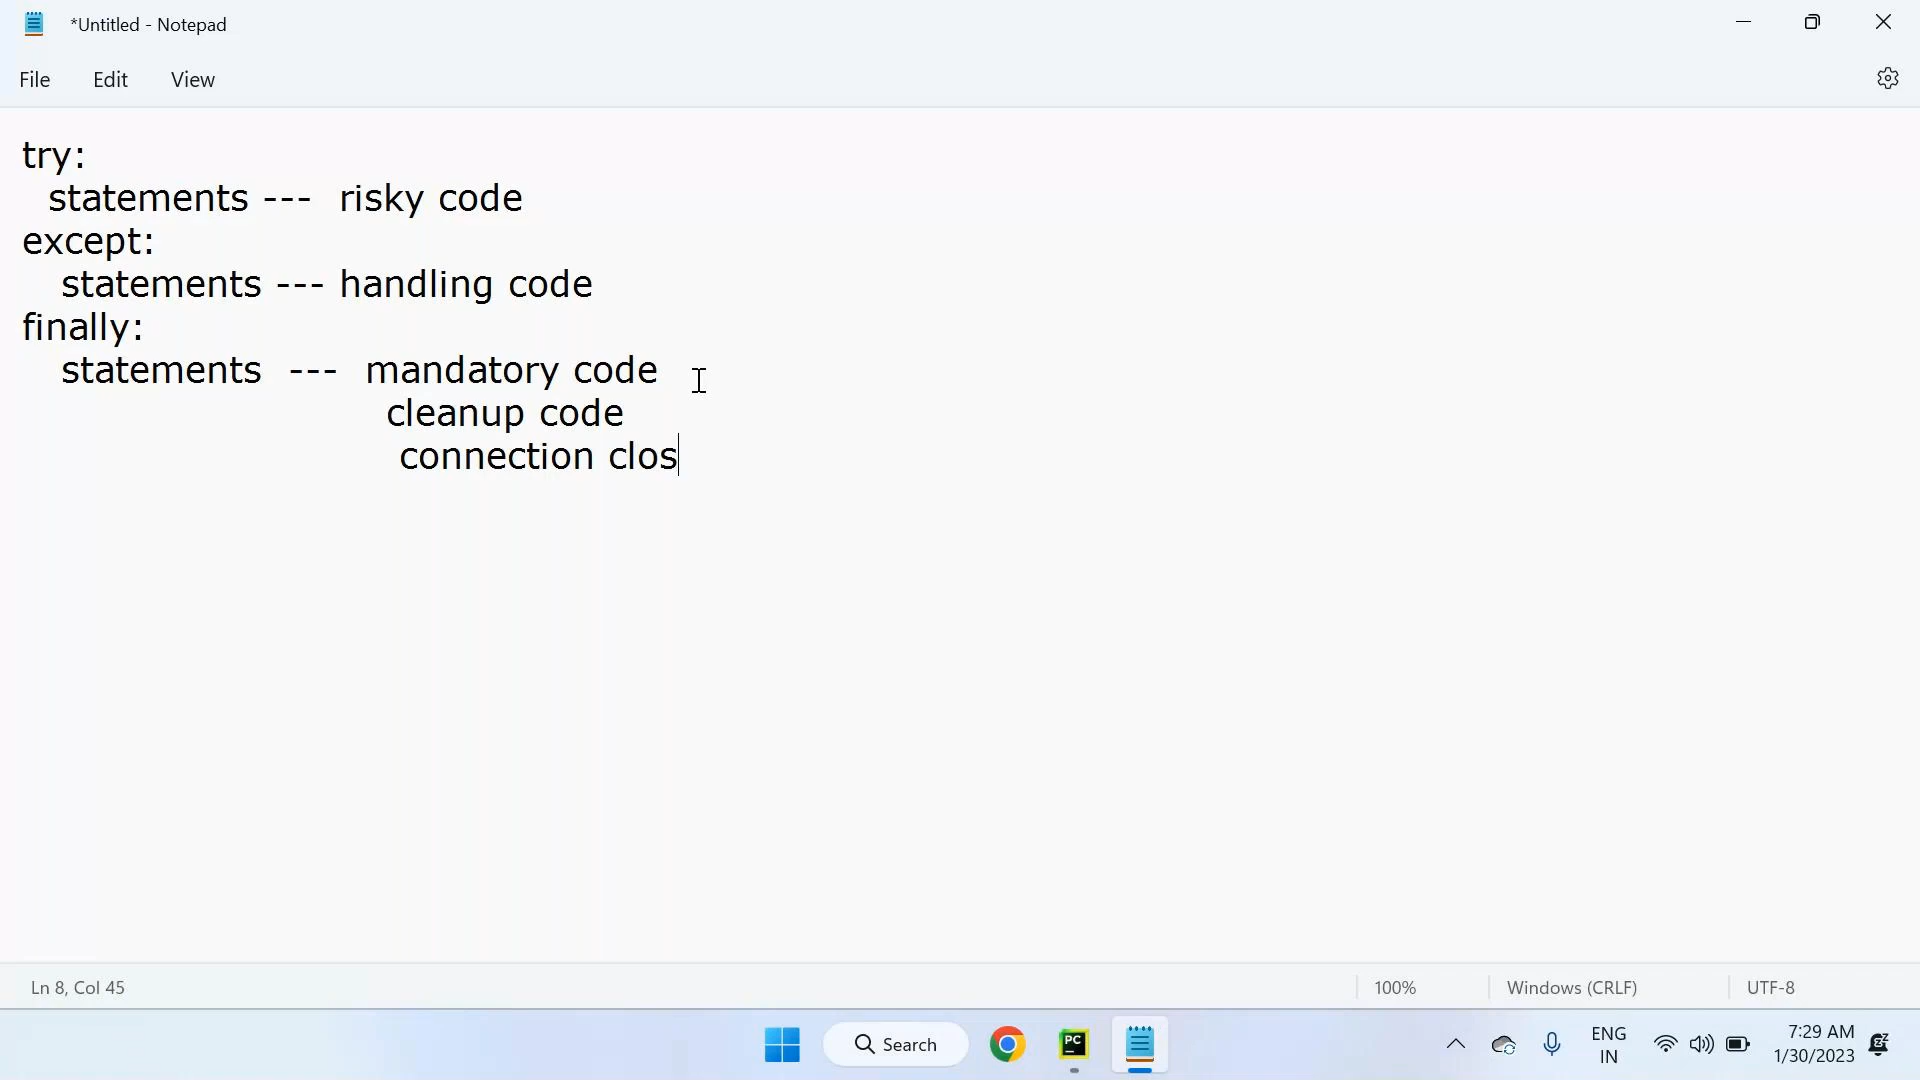 *Untitled - Notepad
File Edit View
try:
statements --- risky code
except:
statements --- handling code
finally:
statements --- mandatory code
cleanup code
connection clos
Ln 8, Col 45 100% Windows (CRLF) UTF-8
Search PC ENG 7:29 AM
IN 1/30/2023